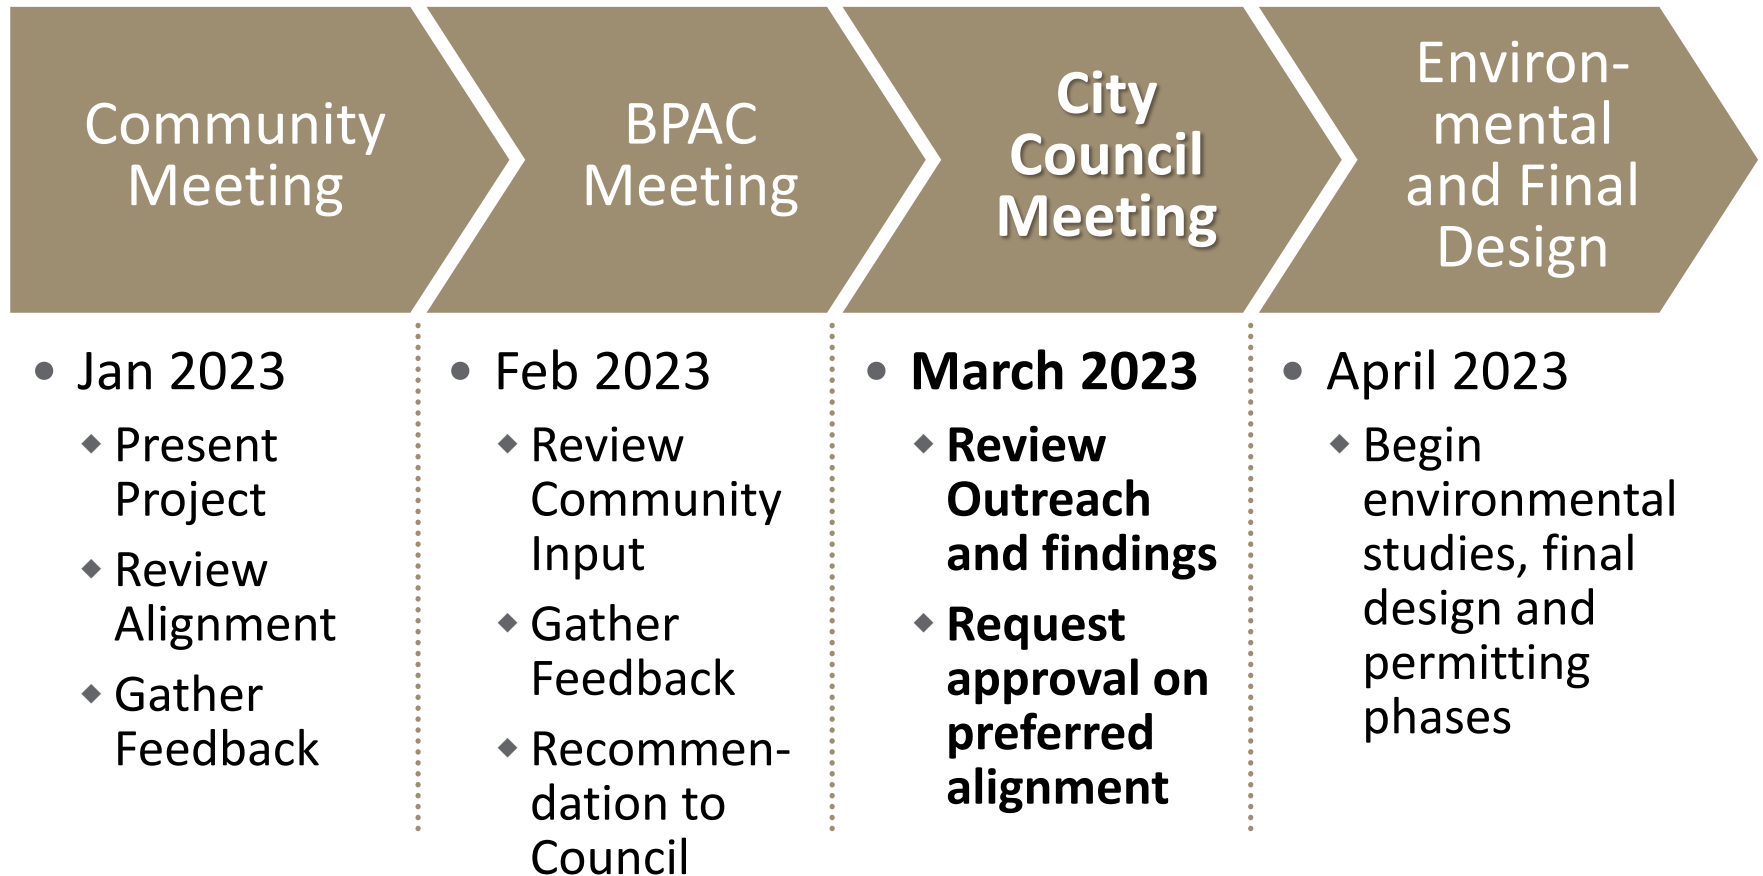 Community
Meeting
BPAC
Meeting
City
Council
Meeting
Environ-
mental
and Final
Design
Jan 2023
Present
Project
Review
Alignment
Gather
Feedback
Feb 2023
Review
Community
Input
Gather
Feedback
Recommen-
dation to
Council
March 2023
Review
Outreach
and findings
Request
approval on
preferred
alignment
April 2023
Begin
environmental
studies, final
design and
permitting
phases